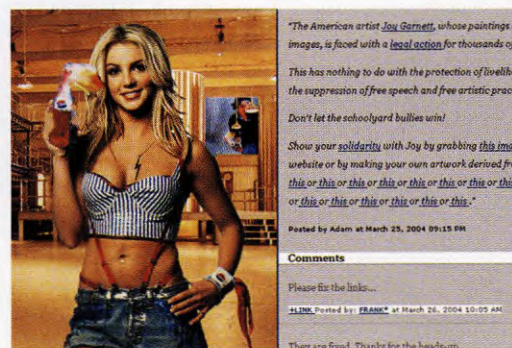 "The American artist Joy Garnett, whose paintings
images, is faced with a legal action for thousands of
This has nothing to do with the protection of livelih
the suppression of free speech and free artistic prac
Don't let the schoolyard bullies win!
Show your solidarity with Joy by grabbing this ima
website or by making your own artwork derived fr
this or this or this or this or this or this or this or this
or this or this or this or this or this or this ."
Posted by Adam at March 25, 2004 09:15 PM
Comments
Please fix the links...
+LINK Posted by: FRANK* at March 26, 2004 10:05 AM
They are fixed. Thanks for the heads-up.